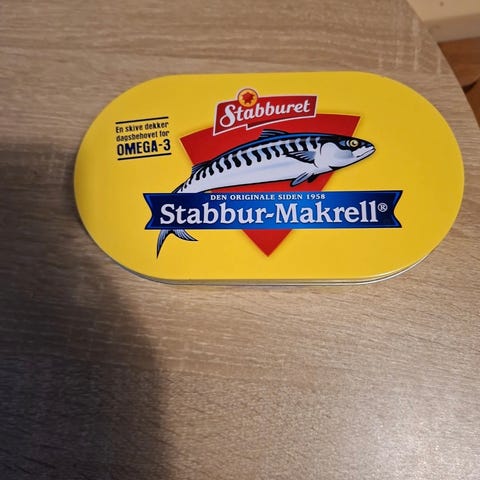 Stabburet
En skive dekker
dagsbehovet for
OMEGA-3
DEN ORIGINALE SIDEN 1958
Stabbur-Makrell®